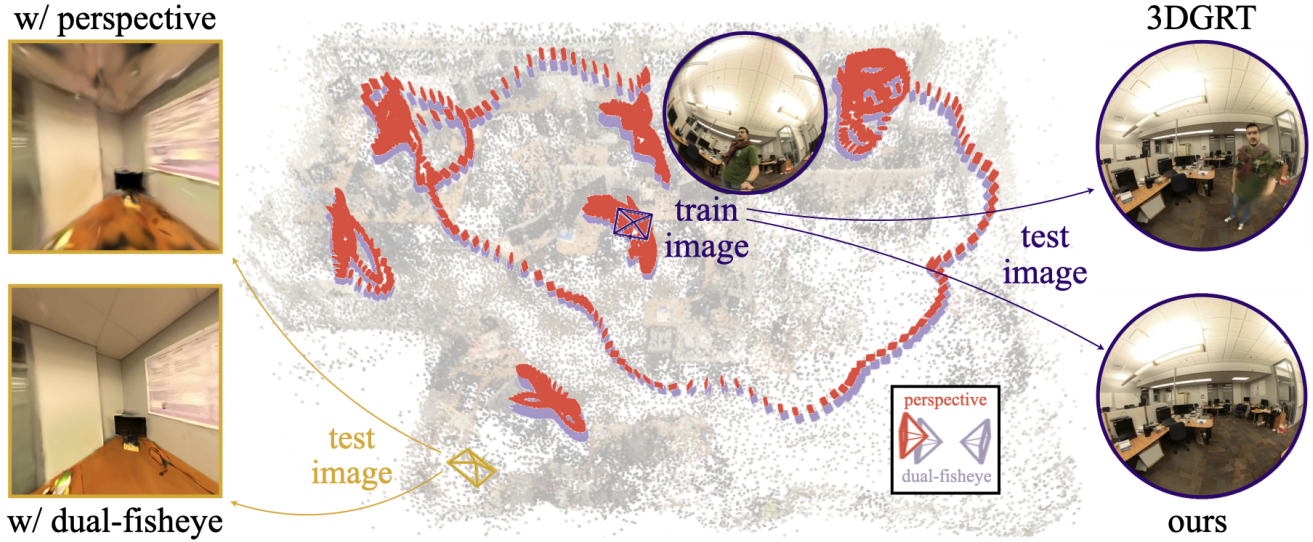 w/ perspective
3DGRT
train
image
test
image
perspective
dual-fisheye
test
image
w/ dual-fisheye
ours